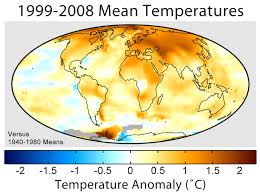 1999-2008 Mean Temperatures
Versus
1940-1980 Means
-2 -1.5 -1 -0.5 0 0.5 1 1.5 2
Temperature Anomaly (˚C)